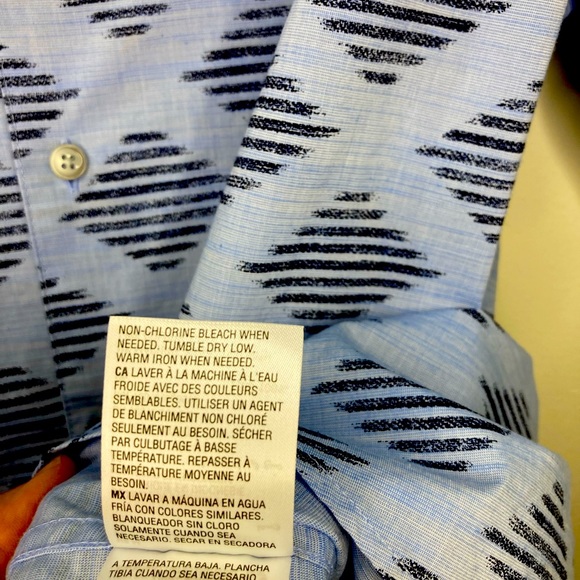 NON-CHLORINE BLEACH WHEN
NEEDED. TUMBLE DRY LOW.
WARM IRON WHEN NEEDED.
CA LAVER À LA MACHINE À L'EAU
FROIDE AVEC DES COULEURS
SEMBLABLES. UTILISER UN AGENT
DE BLANCHIMENT NON CHLORÉ
SEULEMENT AU BESOIN. SÉCHER
PAR CULBUTAGE À BASSE
TEMPÉRATURE. REPASSER À
TEMPÉRATURE MOYENNE AU
BESOIN.
MX LAVAR A MÁQUINA EN AGUA
FRÍA CON COLORES SIMILARES.
BLANQUEADOR SIN CLORO
SOLAMENTE CUANDO SEA
NECESARIO. SECAR EN SECADORA
A TEMPERATURA BAJA. PLANCHA
TIBIA CUANDO SEA NECESARIO